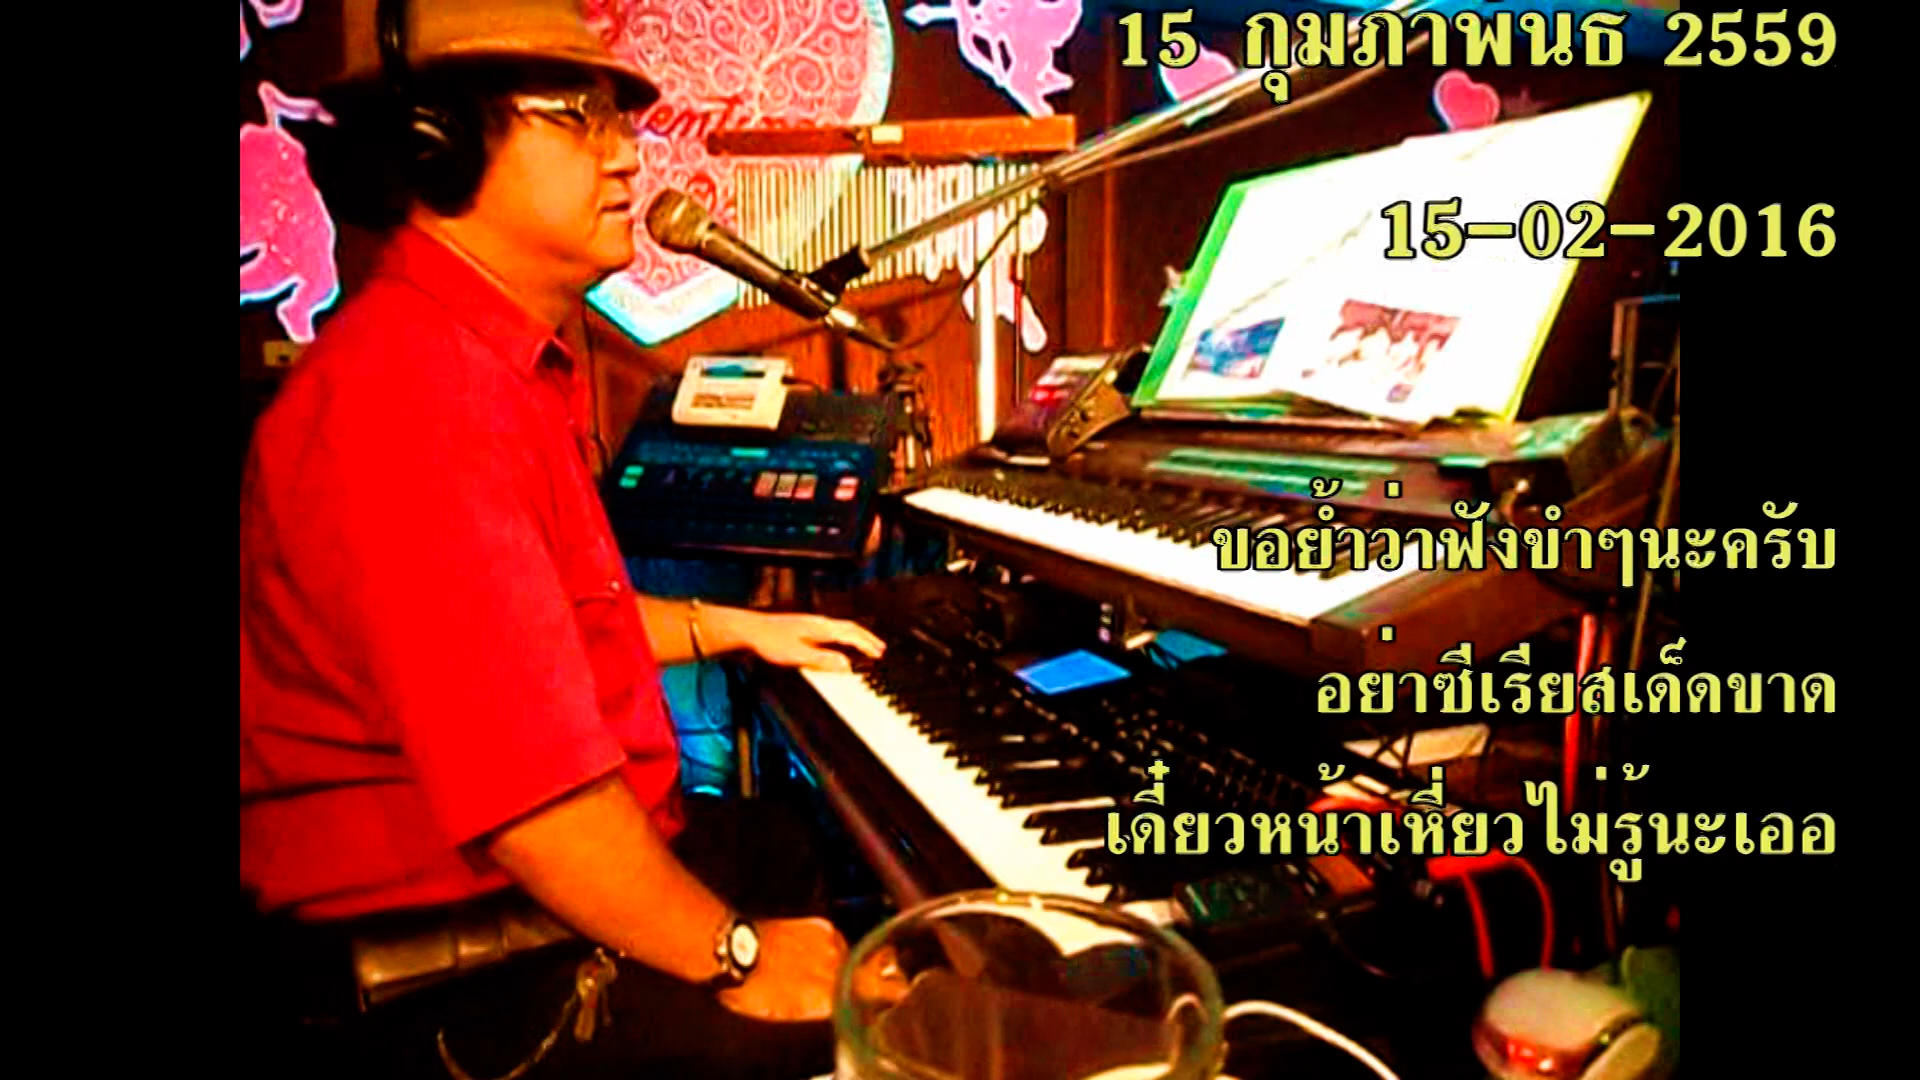 15 กุมภาพันธ์ 2559
15-02-2016
ขอย้ำว่าฟังขำๆนะครับ
อย่าซีเรียสเด็ดขาด
เดี๋ยวหน้าเหี่ยวไม่รู้นะเออ